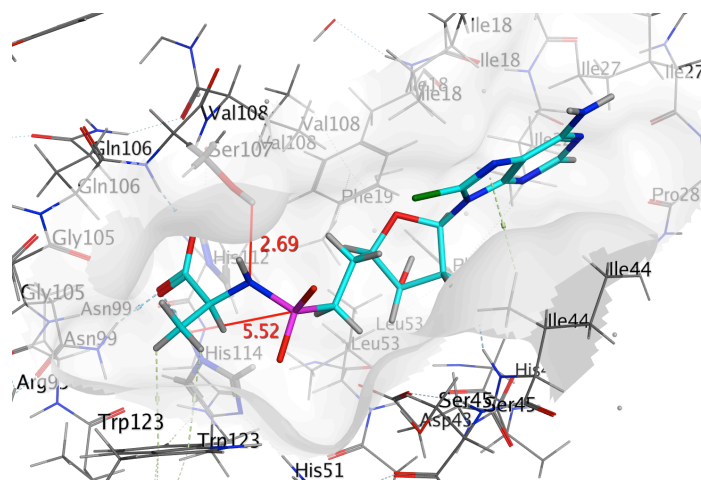 Ile18
Ile18
Ile18
Ile27
Ile27
Val108
Val108
Val108
Gln106
Ser107
Gln106
Phe19
Pro28
Gly105
2.69
His112
Ile44
Gly105
Asn99
5.52
Ile44
Asn99
Leu53
Leu53
His114
Ser45
Ser45
Trp123
Asp43
Trp123
His51